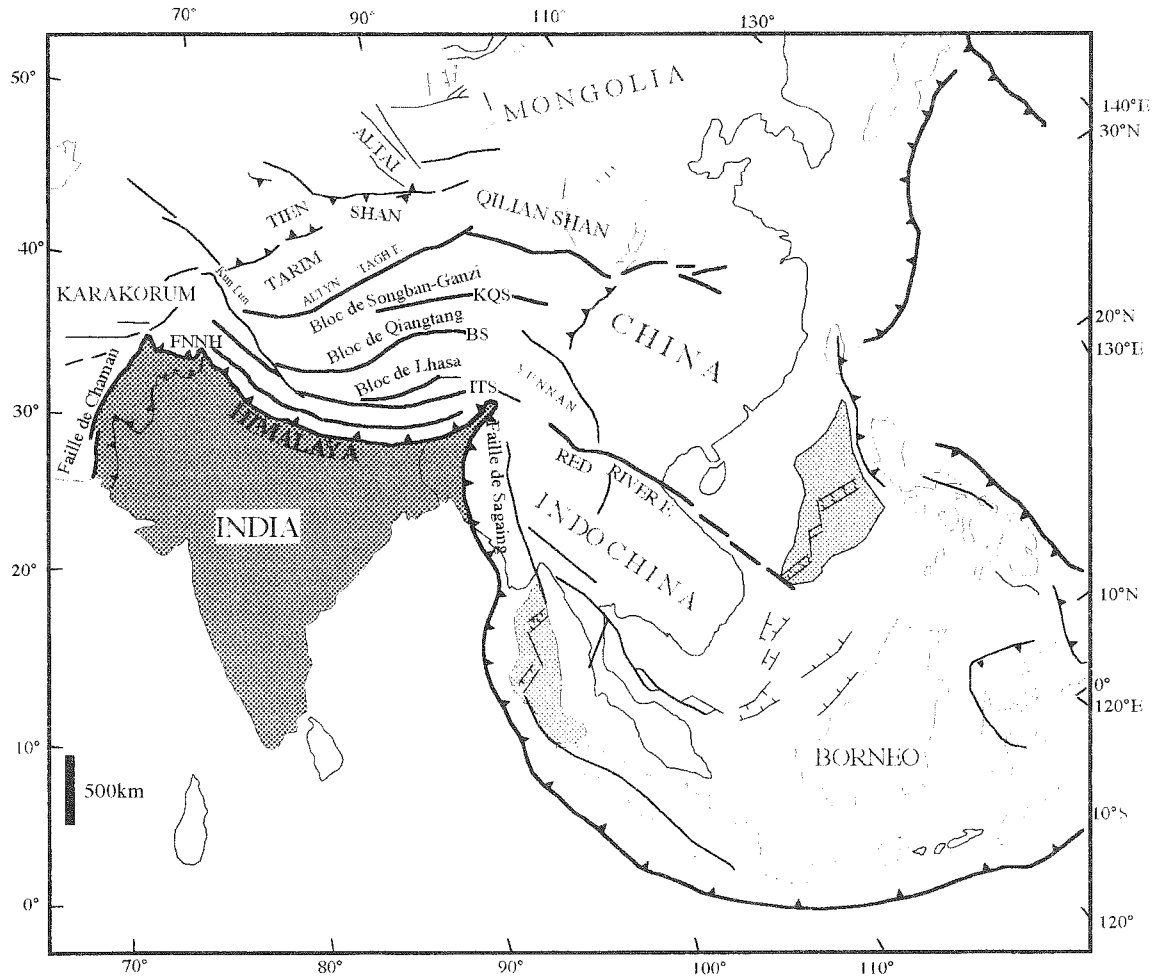 70°
90°
110°
130°
50°
MONGOLIA
140°E
30°N
ALTAI
TIEN
SHAN
QILIAN SHAN
40°
TARIM
Kun Lun
ALTYN TAGH F.
KARAKORUM
Bloc de Songban-Ganzi
KQS
CHINA
20°N
130°E
FNNH
Bloc de Qiangtang
BS
Bloc de Lhasa
ITS
YENNAN
30°
Faille de Chaman
HIMALAYA
RED RIVER F.
Faille de Sagaing
INDIA
INDOCHINA
20°
10°N
0°
120°E
10°
BORNEO
500km
10°S
0°
120°
70°
80°
90°
100°
110°